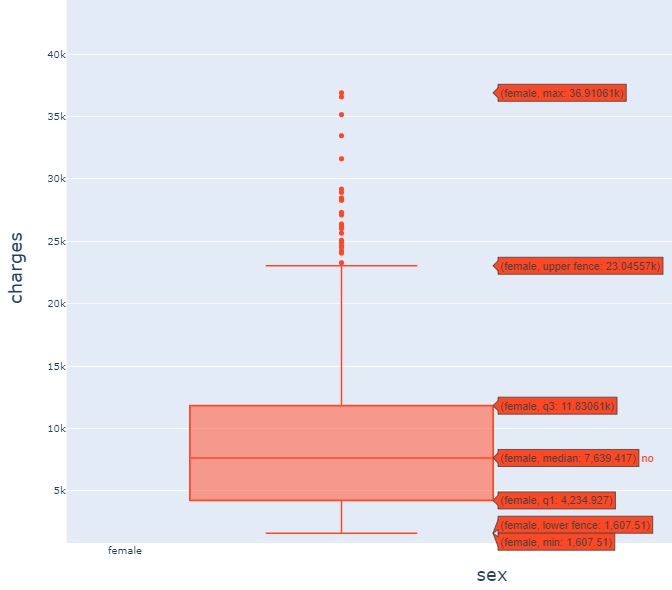 40k
(female, max: 36.91061k)
35k
30k
25k
(female, upper fence: 23.04557k)
20k
15k
(female, q3: 11.83061k)
10k
(female, median: 7,639.417) no
5k
(female, q1: 4,234.927)
(female, lower fence: 1,607.51)
(female, min: 1,607.51)
charges
female
sex